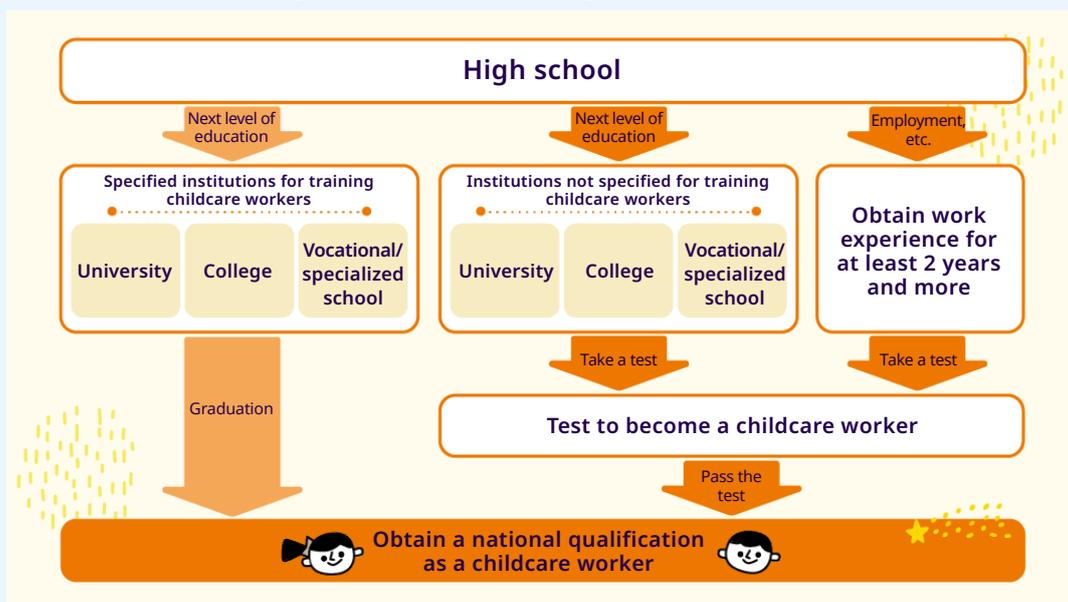 High school
Next level of
education
Next level of
education
Employment,
etc.
Specified institutions for training
childcare workers
University
College
Vocational/
specialized
school
Institutions not specified for training
childcare workers
University
College
Vocational/
specialized
school
Obtain work
experience for
at least 2 years
and more
Graduation
Take a test
Take a test
Test to become a childcare worker
Pass the
test
Obtain a national qualification
as a childcare worker